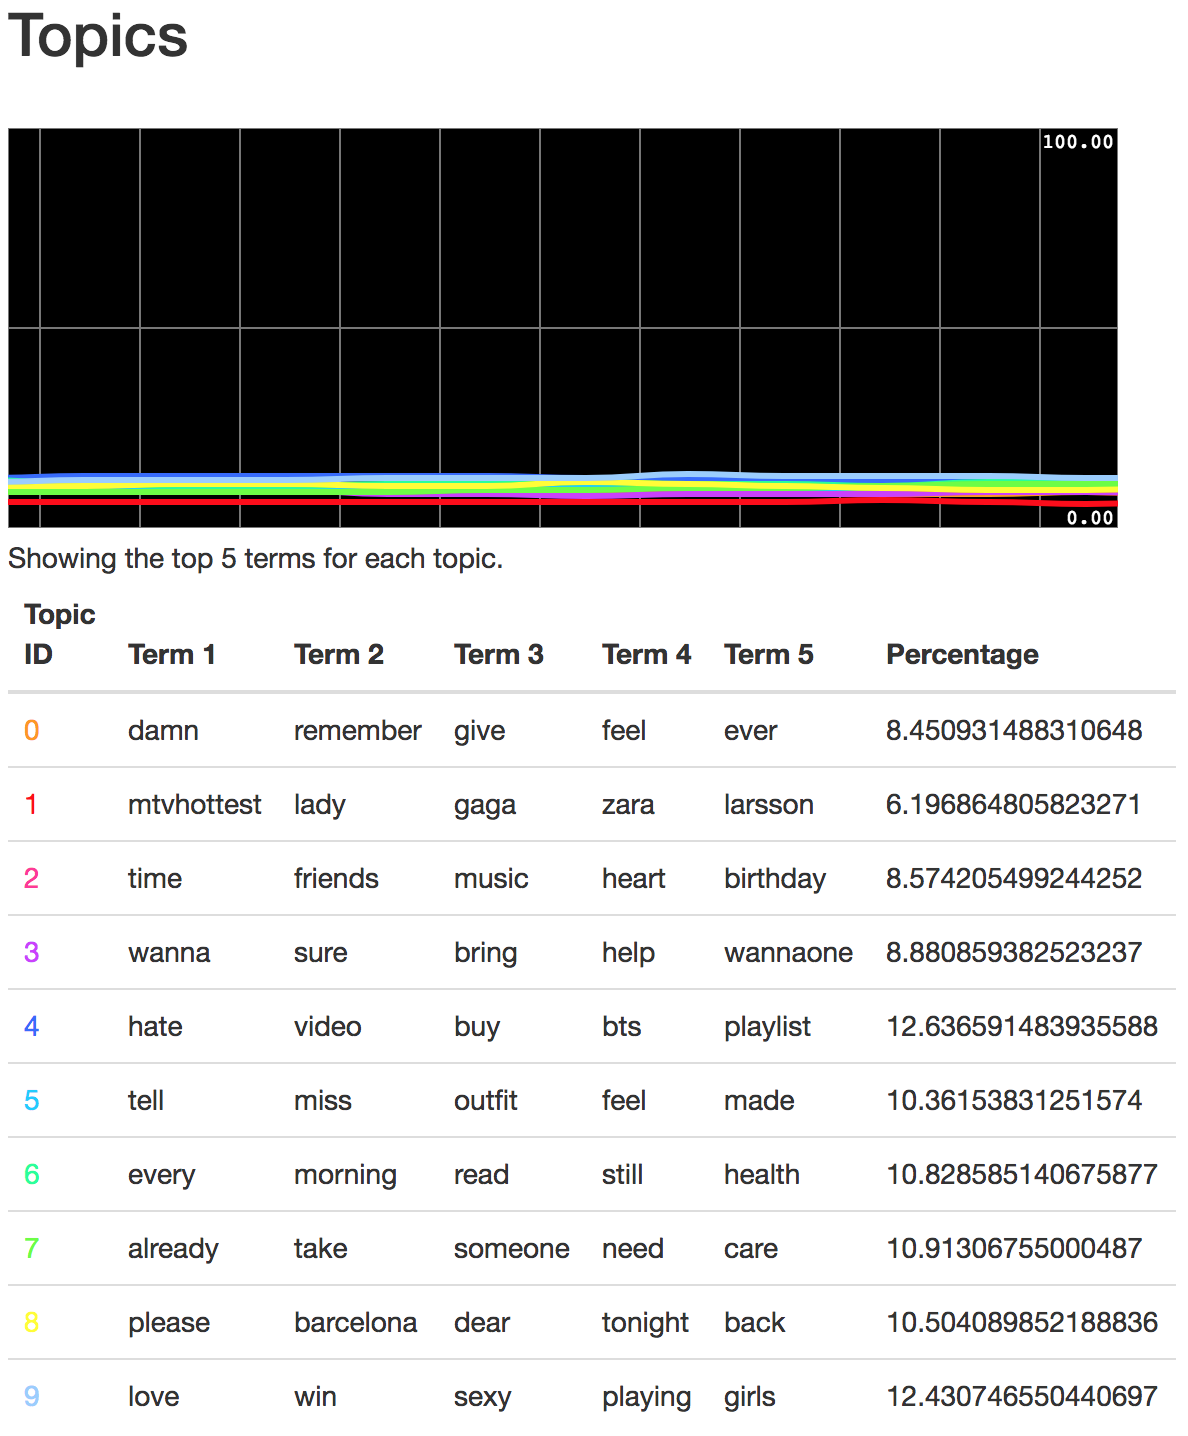 Topics
100.00
0.00
Showing the top 5 terms for each topic.
Topic
ID Term 1 Term 2 Term 3 Term 4 Term 5 Percentage
0 damn remember give feel ever 8.450931488310648
1 mtvhottest lady gaga zara larsson 6.196864805823271
2 time friends music heart birthday 8.574205499244252
3 wanna sure bring help wannaone 8.880859382523237
4 hate video buy bts playlist 12.636591483935588
5 tell miss outfit feel made 10.36153831251574
6 every morning read still health 10.828585140675877
7 already take someone need care 10.91306755000487
8 please barcelona dear tonight back 10.504089852188836
9 love win sexy playing girls 12.430746550440697